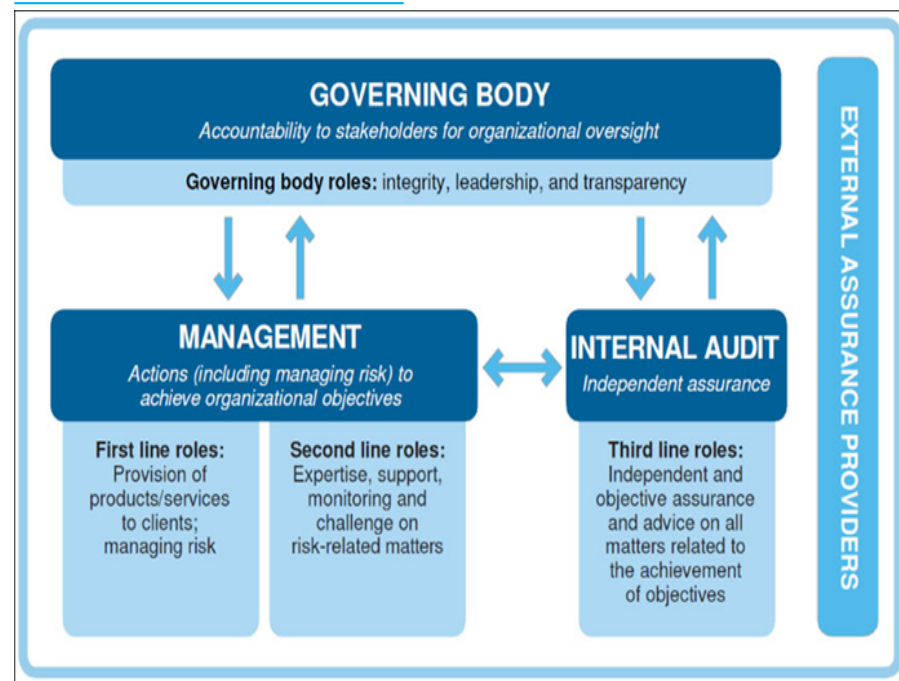 GOVERNING BODY
Accountability to stakeholders for organizational oversight
Governing body roles: integrity, leadership, and transparency
MANAGEMENT
Actions (including managing risk) to
achieve organizational objectives
First line roles:
Provision of
products/services
to clients;
managing risk
Second line roles:
Expertise, support,
monitoring and
challenge on
risk-related matters
INTERNAL AUDIT
Independent assurance
Third line roles:
Independent and
objective assurance
and advice on all
matters related to
the achievement
of objectives
EXTERNAL ASSURANCE PROVIDERS